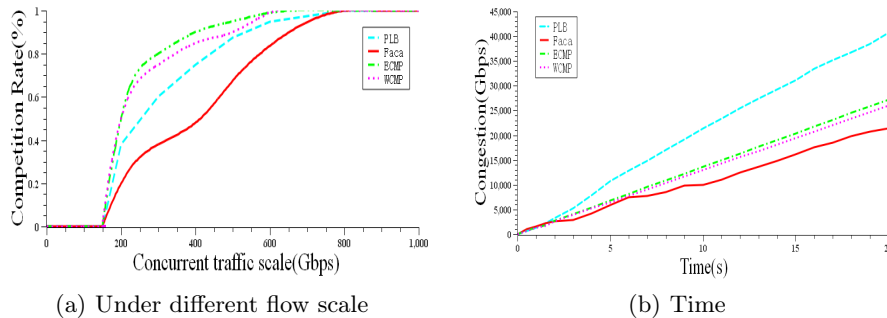 Competition Rate(%)
1
0.8
0.6
0.4
0.2
0
0
200
400
600
800
1,000
PLB
Faca
ECMP
WCMP
Concurrent traffic scale(Gbps)
(a) Under different flow scale
Congestion(Gbps)
45,000
40,000
35,000
30,000
25,000
20,000
15,000
10,000
5,000
0
0
5
10
15
2
PLB
Faca
ECMP
WCMP
Time(s)
(b) Time